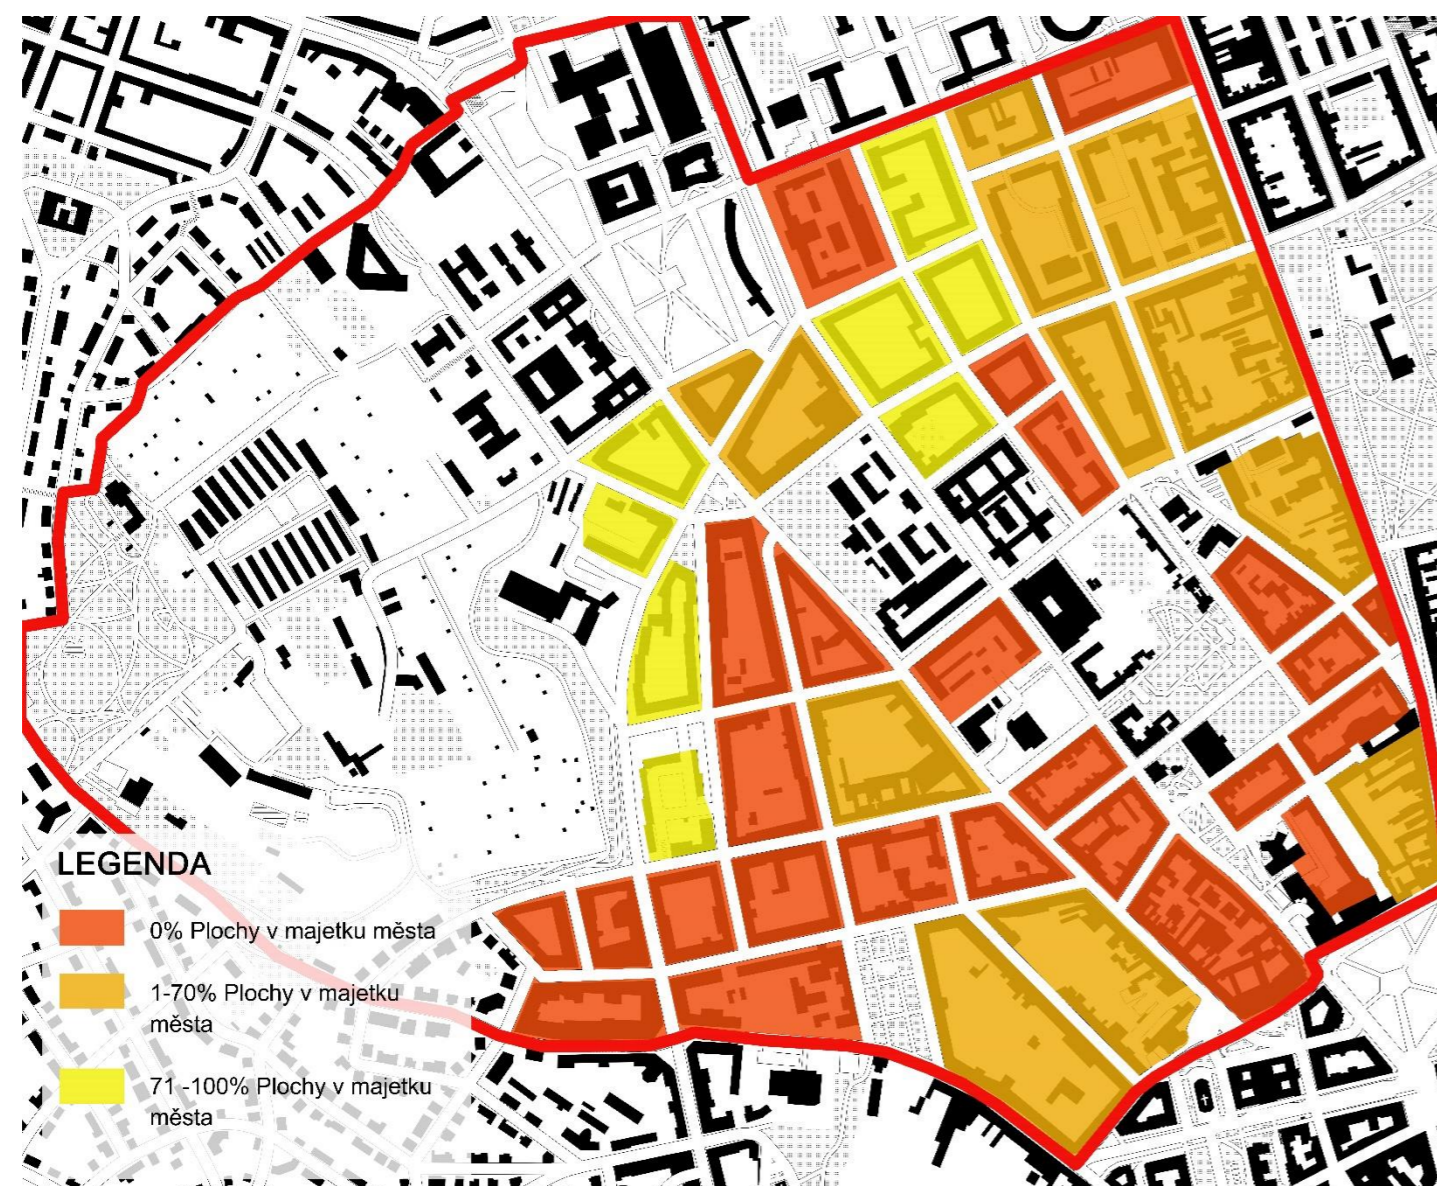 LEGENDA
0% Plochy v majetku města
1-70% Plochy v majetku
města
71 -100% Plochy v majetku
města